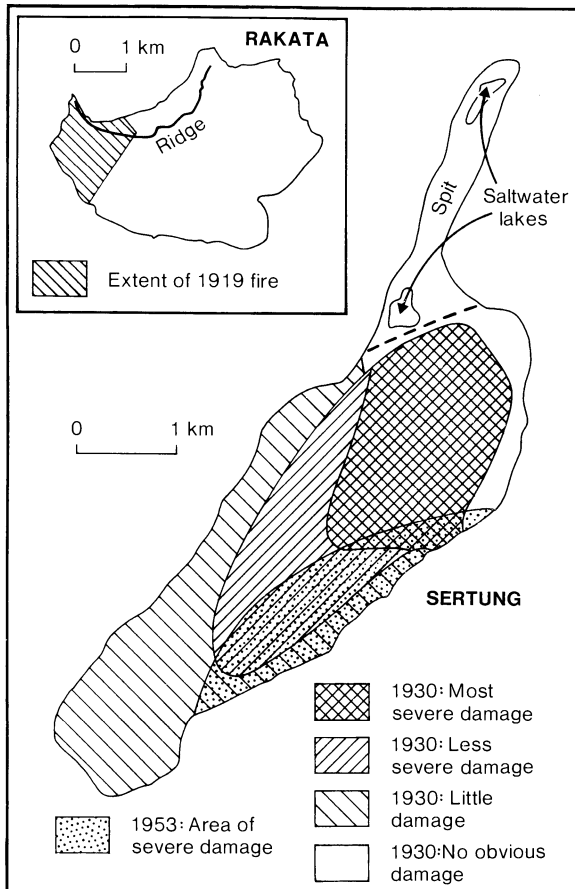 RAKATA
0 1 km
Ridge
Extent of 1919 fire
Spit
Saltwater
lakes
0 1 km
SERTUNG
1930: Most
severe damage
1930: Less
severe damage
1930: Little
damage
1930: No obvious
damage
1953: Area of
severe damage